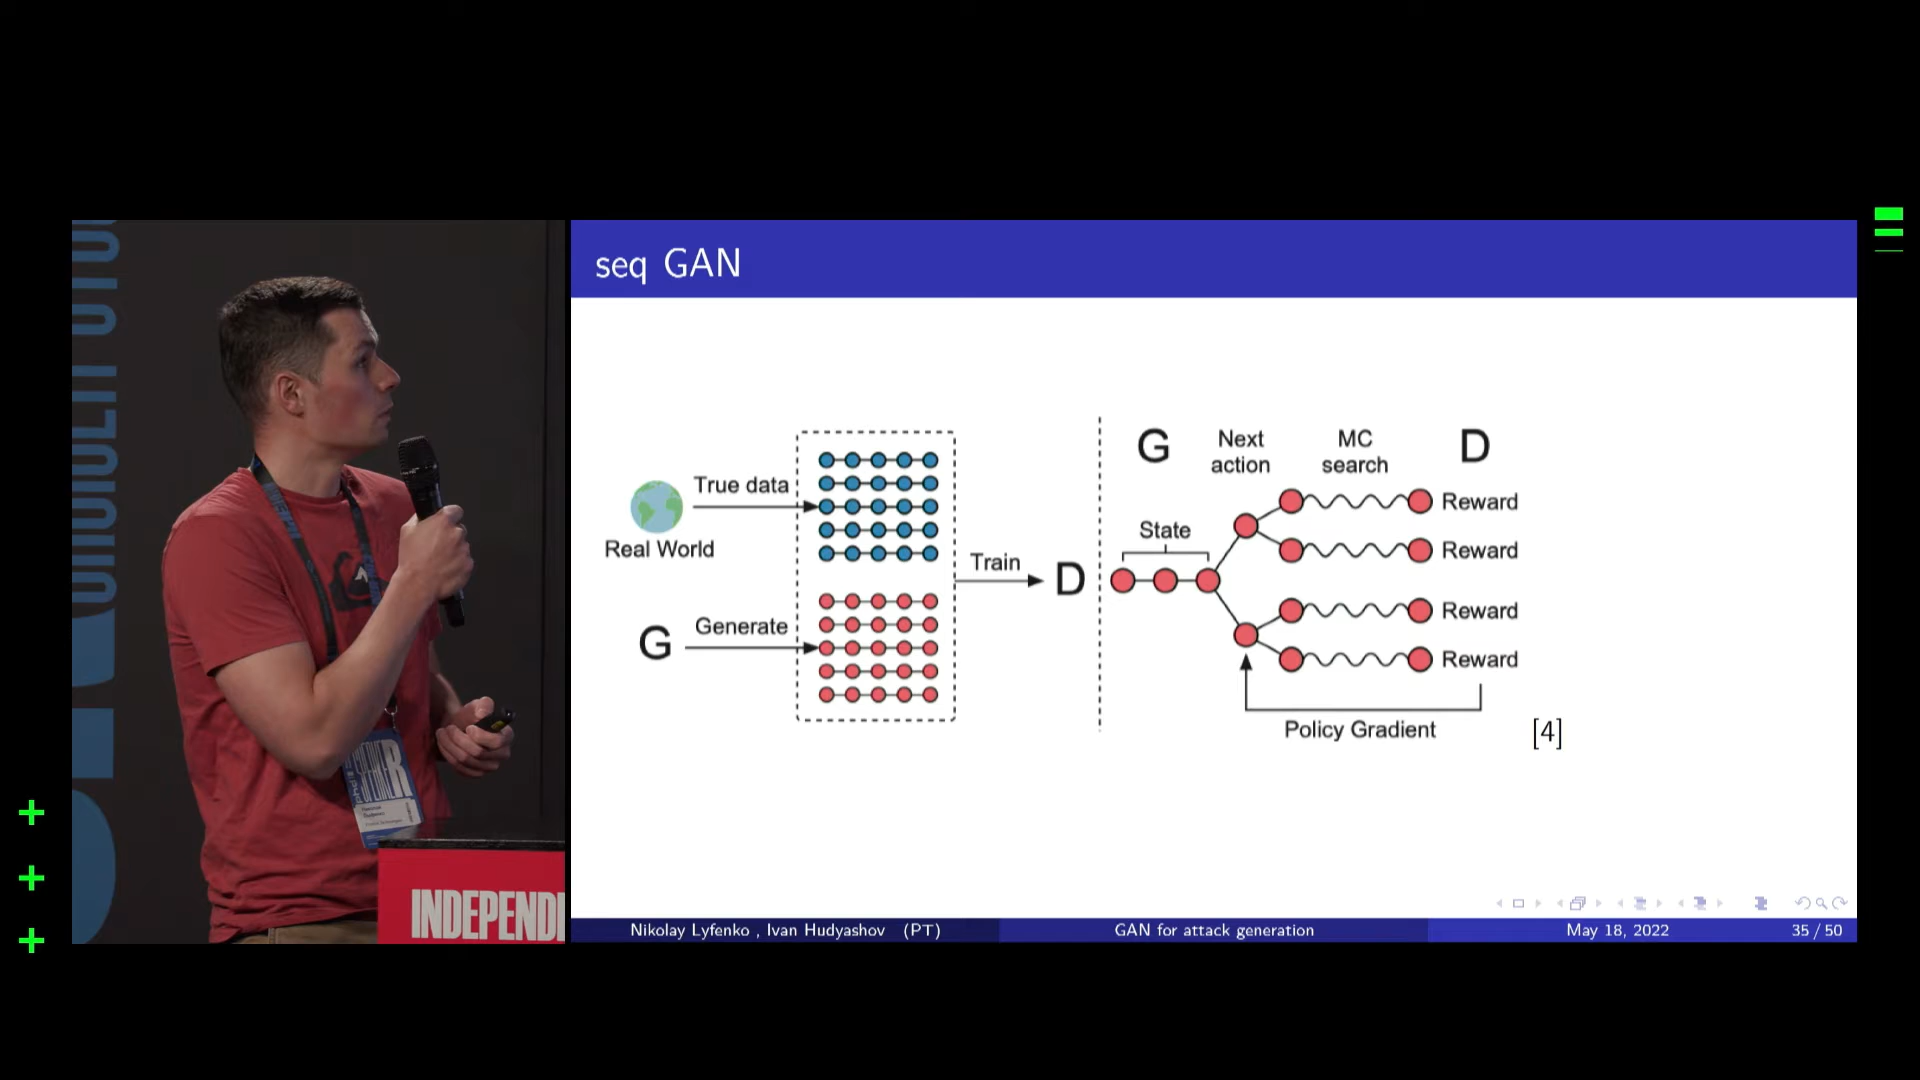 seq GAN
True data
Real World
G
Generate
Train
D
G
Next
action
MC
search
D
State
Reward
Reward
Reward
Reward
Policy Gradient
[4]
INDEPEND
Nikolay Lyfenko , Ivan Hudyashov (PT)
GAN for attack generation
May 18, 2022
35 / 50